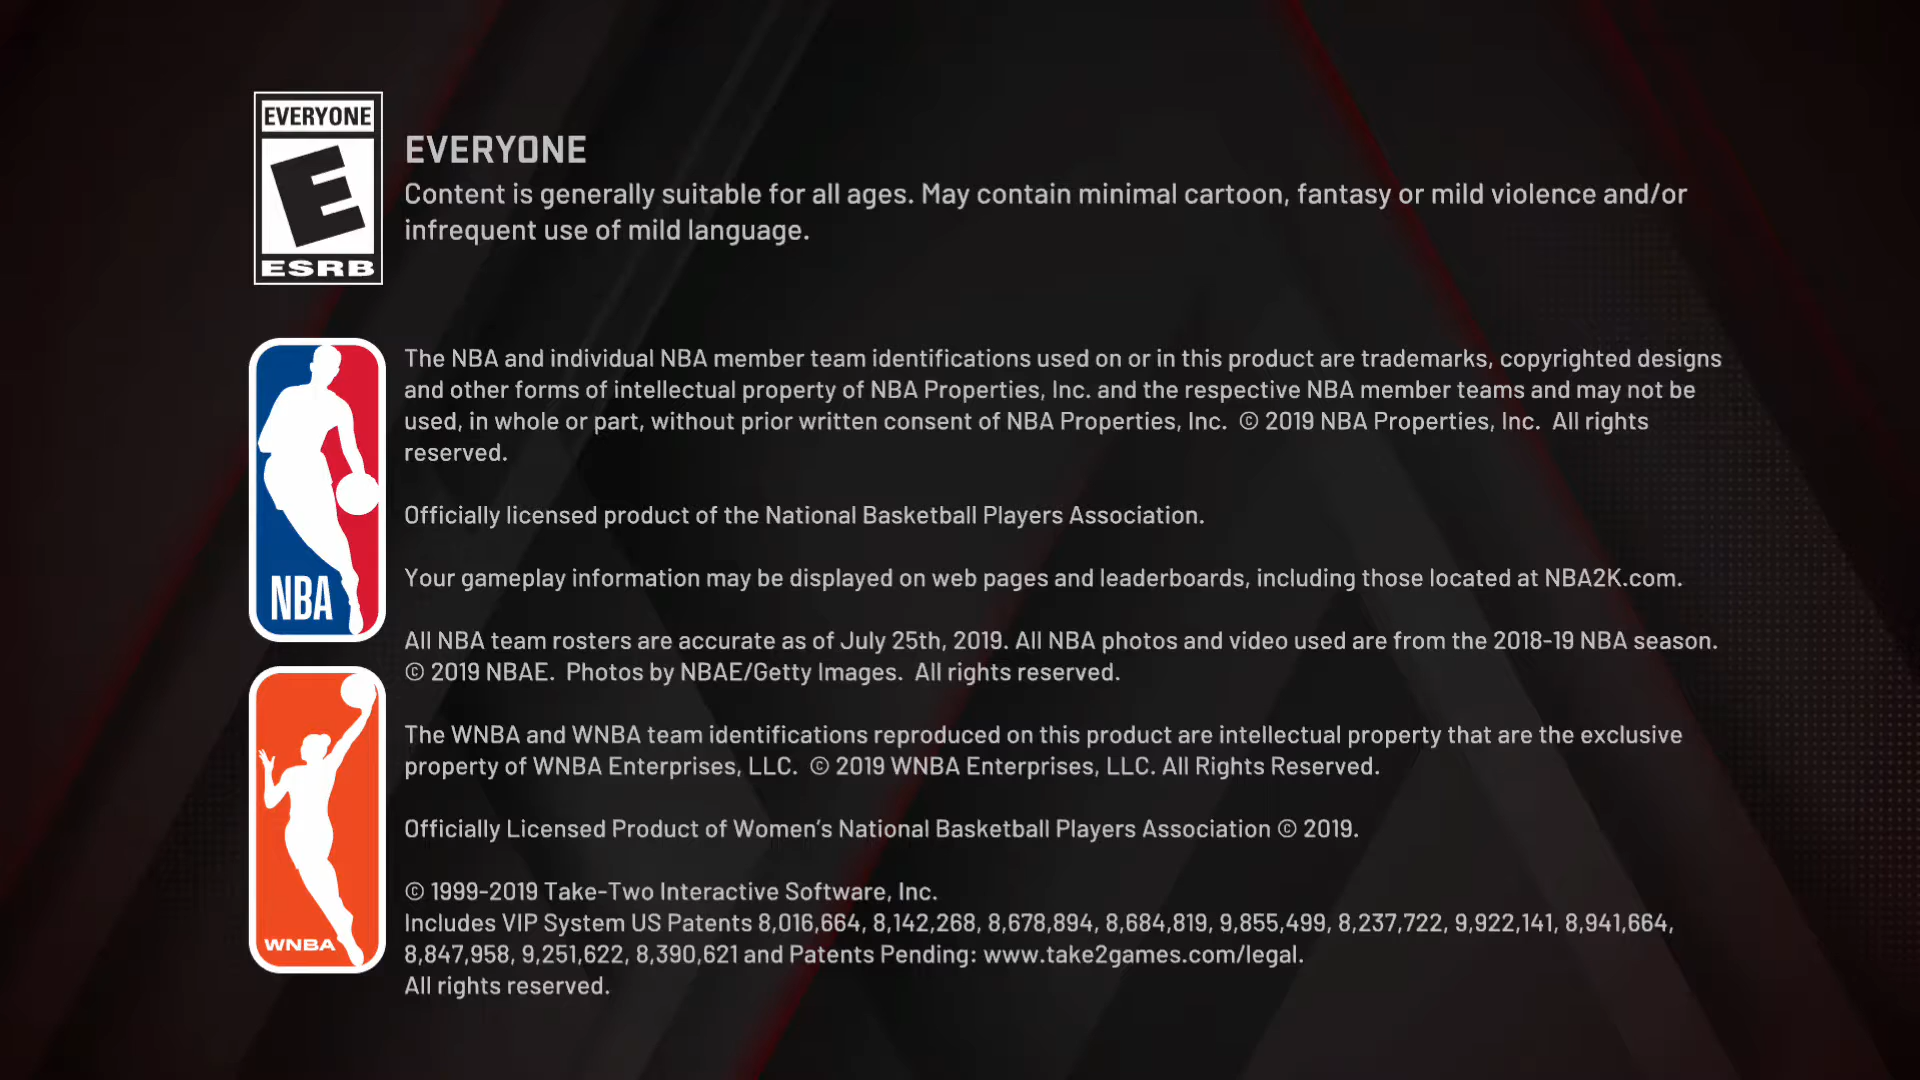 EVERYONE
E
ESRB
EVERYONE
Content is generally suitable for all ages. May contain minimal cartoon, fantasy or mild violence and/or
infrequent use of mild language.
NBA
The NBA and individual NBA member team identifications used on or in this product are trademarks, copyrighted designs
and other forms of intellectual property of NBA Properties, Inc. and the respective NBA member teams and may not be
used, in whole or part, without prior written consent of NBA Properties, Inc.  © 2019 NBA Properties, Inc.  All rights
reserved.
Officially licensed product of the National Basketball Players Association.
Your gameplay information may be displayed on web pages and leaderboards, including those located at NBA2K.com.
All NBA team rosters are accurate as of July 25th, 2019. All NBA photos and video used are from the 2018-19 NBA season.
© 2019 NBAE.  Photos by NBAE/Getty Images.  All rights reserved.
WNBA
The WNBA and WNBA team identifications reproduced on this product are intellectual property that are the exclusive
property of WNBA Enterprises, LLC.  © 2019 WNBA Enterprises, LLC. All Rights Reserved.
Officially Licensed Product of Women's National Basketball Players Association © 2019.
© 1999-2019 Take-Two Interactive Software, Inc.
Includes VIP System US Patents 8,016,664, 8,142,268, 8,678,894, 8,684,819, 9,855,499, 8,237,722, 9,922,141, 8,941,664,
8,847,958, 9,251,622, 8,390,621 and Patents Pending: www.take2games.com/legal.
All rights reserved.